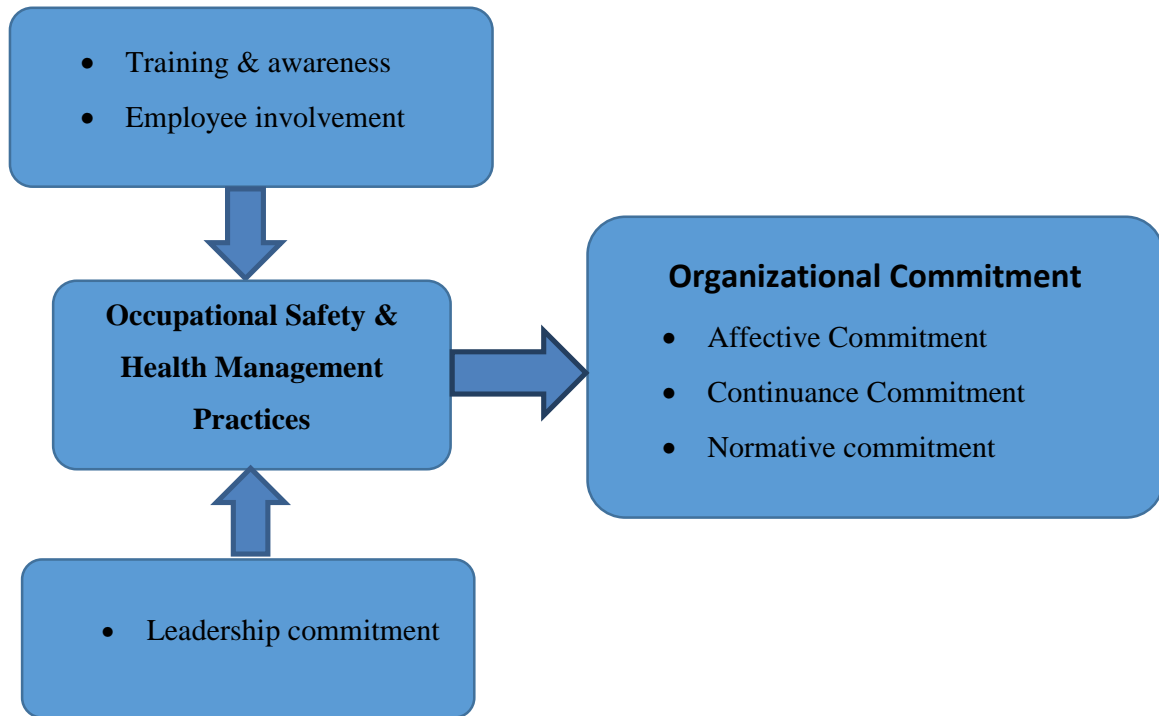 • Training & awareness
• Employee involvement
Occupational Safety &
Health Management
Practices
Organizational Commitment
• Affective Commitment
• Continuance Commitment
• Normative commitment
• Leadership commitment